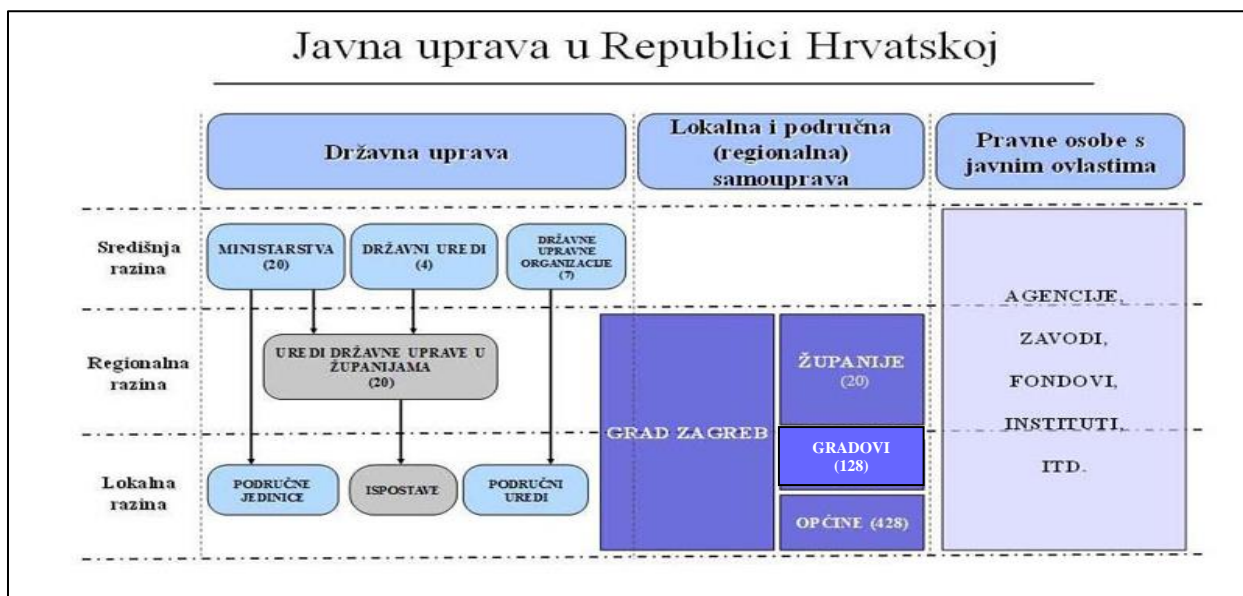 Javna uprava u Republici Hrvatskoj
Državna uprava
Lokalna i područna
(regionalna)
samouprava
Pravne osobe s
javnim ovlastima
Središnja
razina
MINISTARSTVA
(20)
DRŽAVNI UREDI
(4)
DRŽAVNE
UPRAVNE
ORGANIZACIJE
(7)
Regionalna
razina
UREDI DRŽAVNE UPRAVE U
ŽUPANIJAMA
(20)
GRAD ZAGREB
ŽUPANIJE
(20)
GRADOVI
(128)
OPĆINE (428)
Lokalna
razina
PODRUČNE
JEDINICE
ISPOSTAVE
PODRUČNI
UREDI
AGENCIJE,
ZAVODI,
FONDOVI,
INSTITUTI,
ITD.